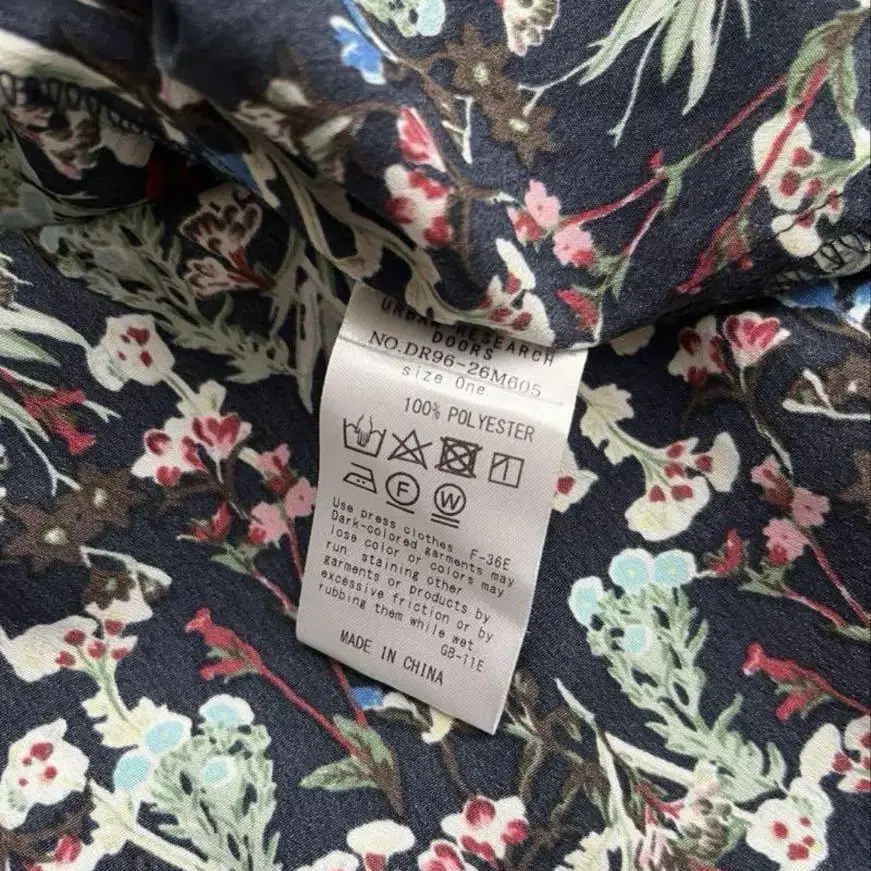 URBAN RESEARCH
DOORS
NO.DR96-26M605
size One
100% POLYESTER
F W
Use press clothes F-36E
Dark-colored garments may
lose color or colors may
run staining other
garments or products by
excessive friction or by
rubbing them while wet
GB-11E
MADE IN CHINA